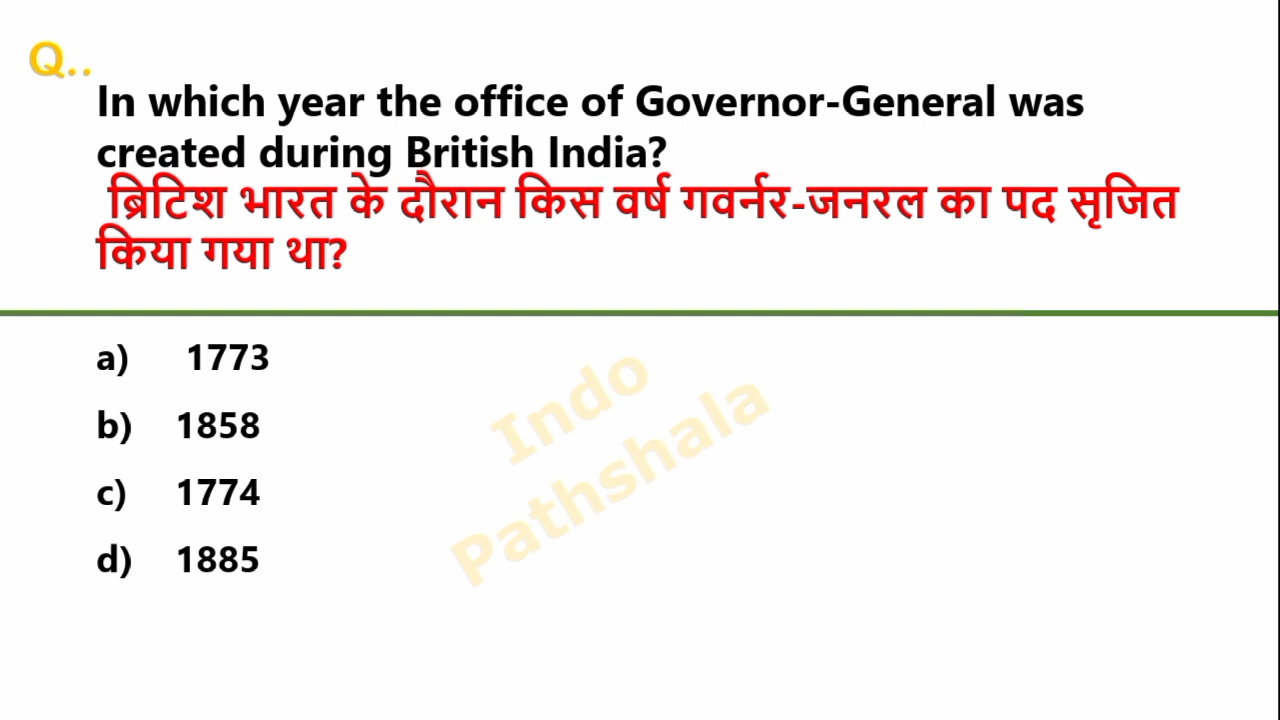 Q..
In which year the office of Governor-General was
created during British India?
ब्रिटिश भारत के दौरान किस वर्ष गवर्नर-जनरल का पद सृजित
किया गया था?
a) 1773
b) 1858
c) 1774
d) 1885
Indo
Pathshala